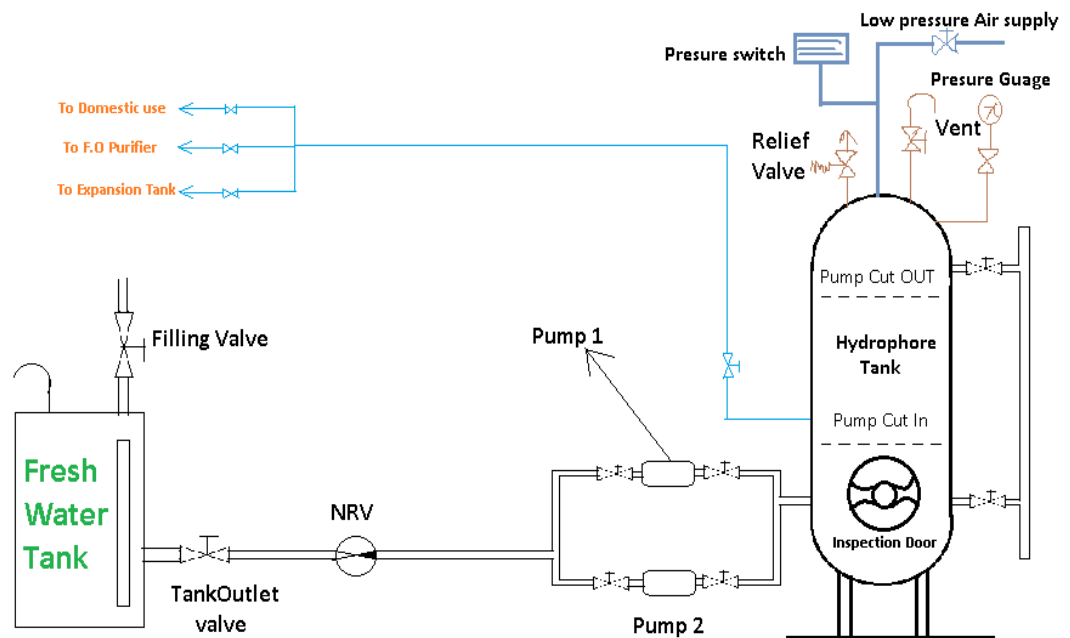 Low pressure Air supply
Presure switch
Presure Guage
To Domestic use
To F.O Purifier
To Expansion Tank
Relief
Valve
Vent
Pump Cut OUT
Filling Valve
Pump 1
Hydrophore
Tank
Pump Cut In
Fresh
Water
Tank
NRV
Inspection Door
TankOutlet
valve
Pump 2